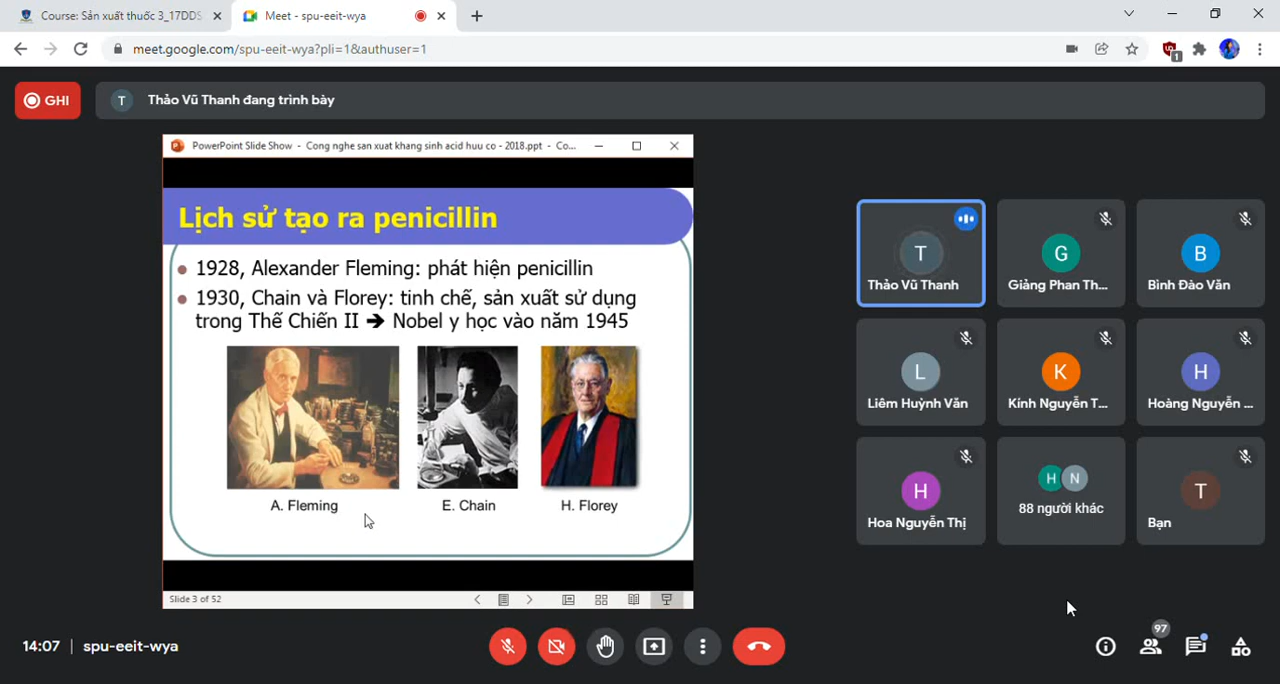 Course: Sản xuất thuốc 3_17DDS
Meet - spu-eeit-wya
meet.google.com/spu-eeit-wya?pli=1&authuser=1
1
GHI
T
Thảo Vũ Thanh đang trình bày
PowerPoint Slide Show - Cong nghe san xuat khang sinh acid huu co - 2018.ppt - Co...
Lịch sử tạo ra penicillin
1928, Alexander Fleming: phát hiện penicillin
1930, Chain và Florey: tinh chế, sản xuất sử dụng
trong Thế Chiến II ➔ Nobel y học vào năm 1945
A. Fleming
E. Chain
H. Florey
Slide 3 of 52
T
Thảo Vũ Thanh
G
Giảng Phan Th...
B
Bình Đào Văn
L
Liêm Huỳnh Văn
K
Kính Nguyễn T...
H
Hoàng Nguyễn ...
H
Hoa Nguyễn Thị
H N
88 người khác
T
Bạn
14:07 | spu-eeit-wya
97